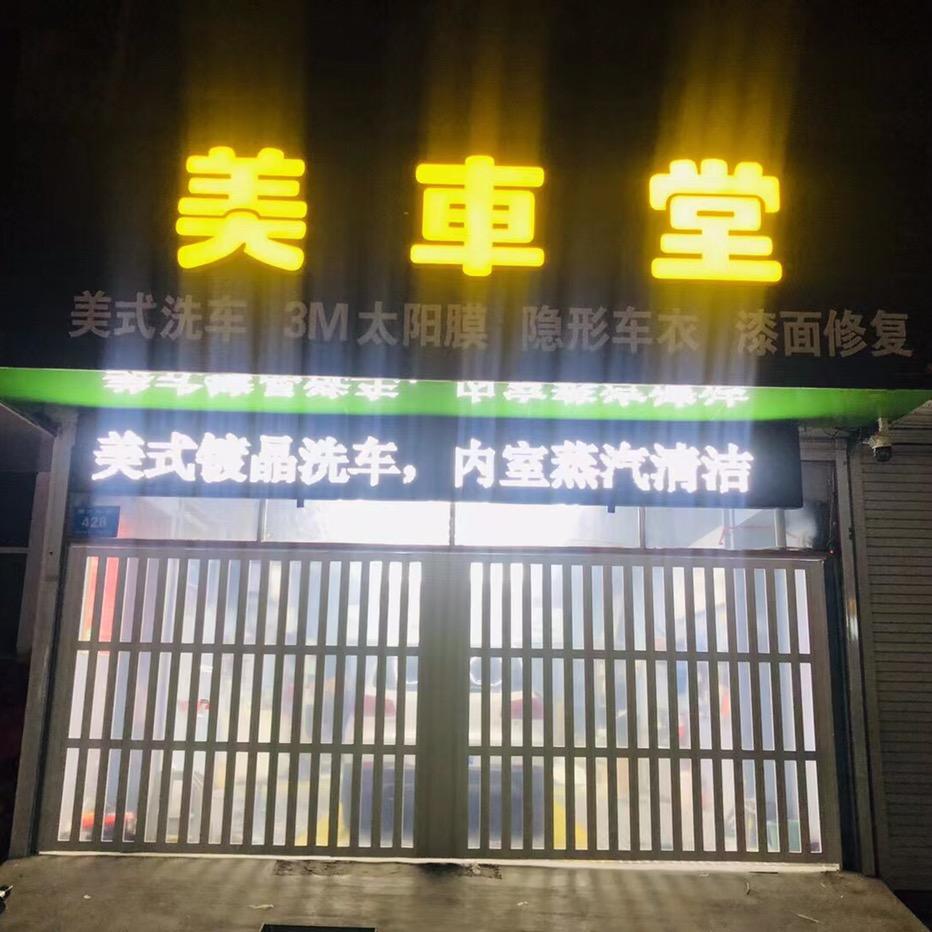 美車堂
美式洗车 3M太阳膜 隐形车衣 漆面修复
美式镀晶洗车，内室蒸汽清洁
428